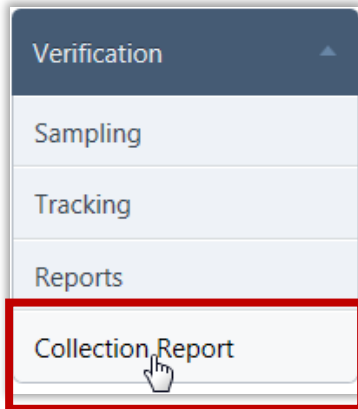 Verification
Sampling
Tracking
Reports
Collection Report